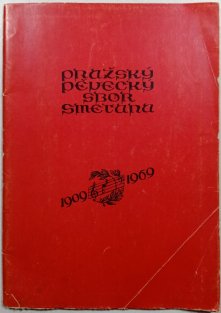 PRAŽSKÝ
PĚVECKÝ
SBOR
SMETANA
1909 1969